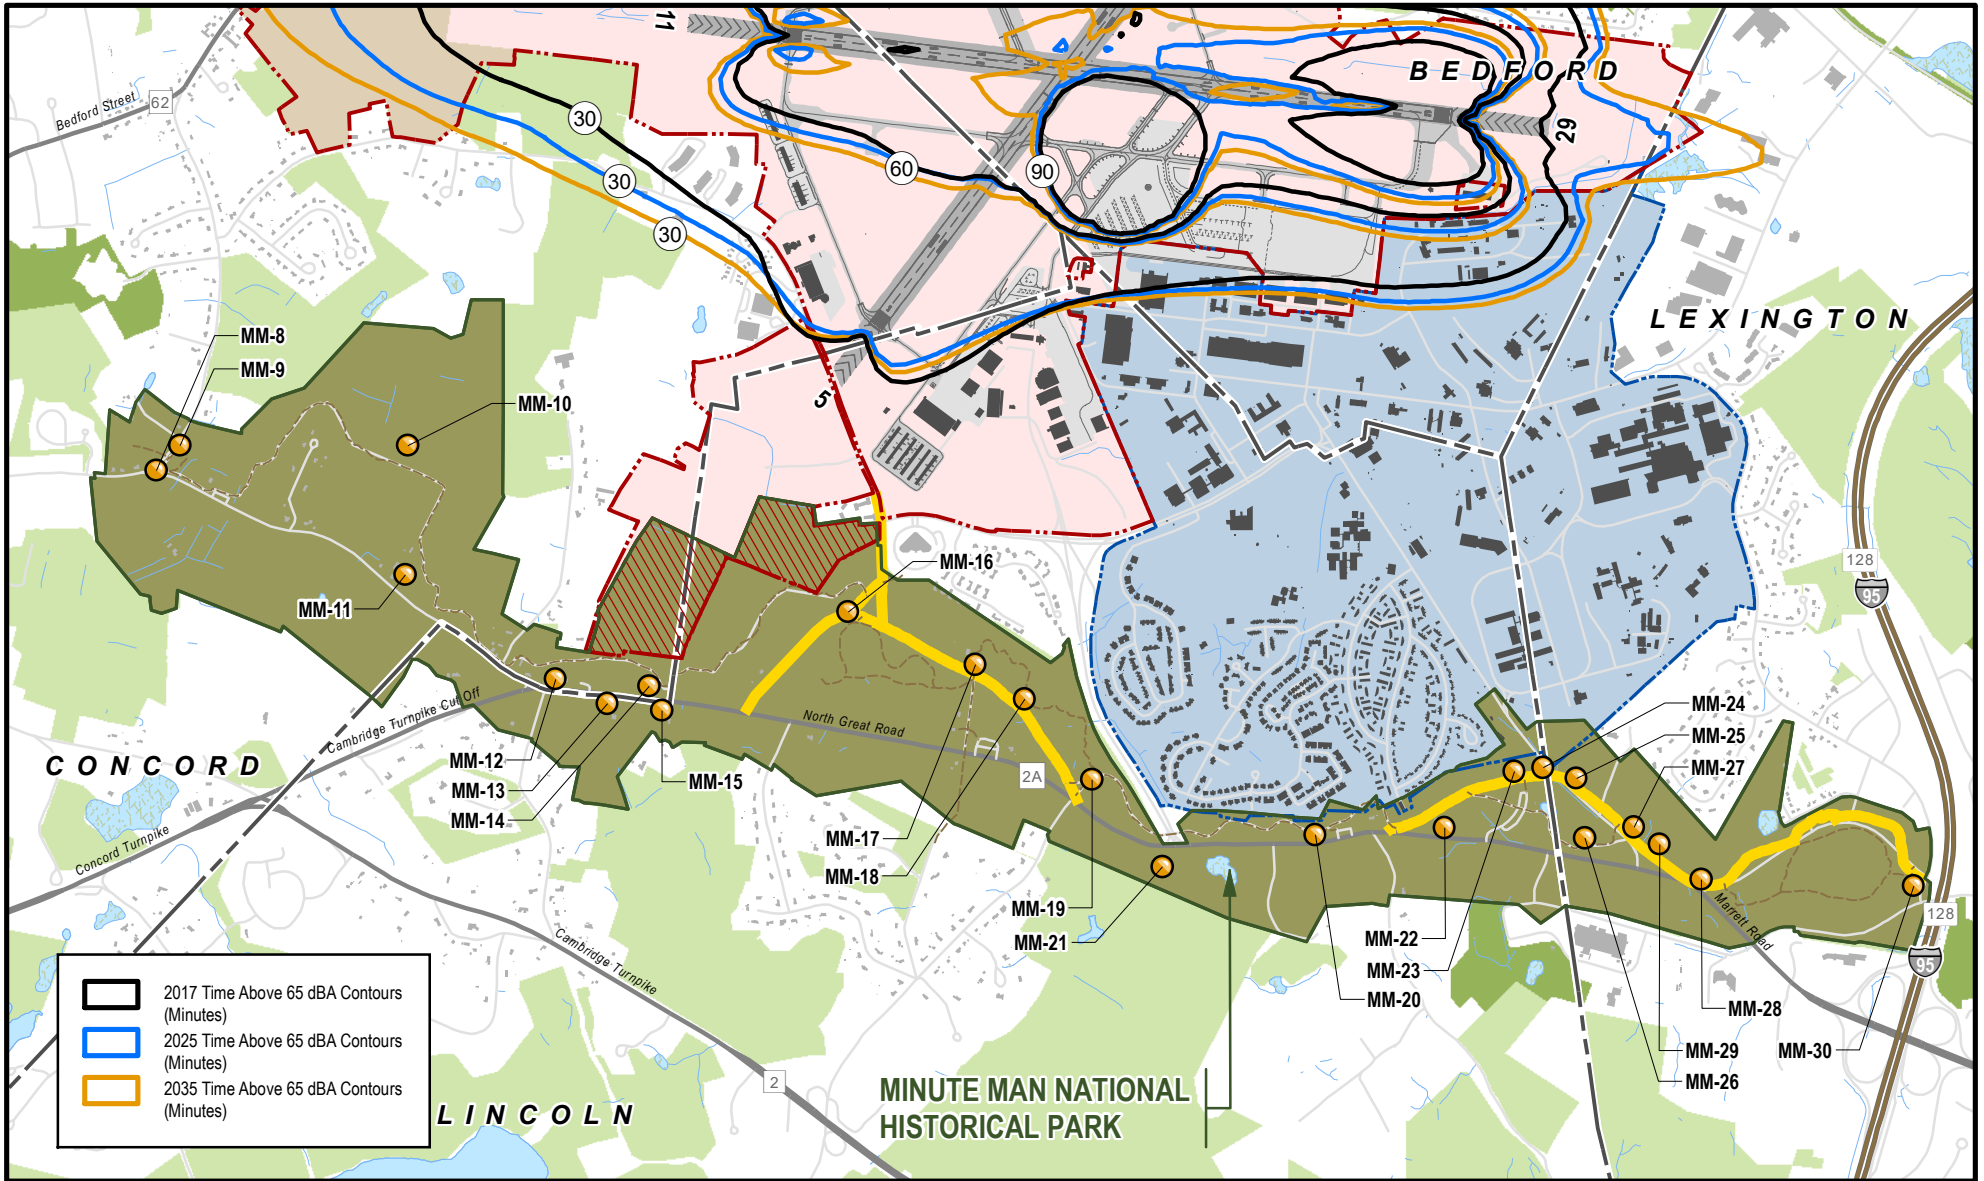 11
B E D F O R D
Bedford Street
62
30
29
60
90
30
30
L E X I N G T O N
MM-8
MM-9
5
MM-10
MM-16
128
95
MM-11
MM-24
Cambridge Turnpike Cut Off
North Great Road
MM-25
C O N C O R D
MM-12
MM-27
2A
MM-15
MM-13
MM-14
Concord Turnpike
MM-17
MM-18
MM-19
Marrett Road
128
MM-21
MM-22
95
Cambridge Turnpike
MM-23
MM-20
2017 Time Above 65 dBA Contours
(Minutes)
MM-28
2025 Time Above 65 dBA Contours
(Minutes)
MM-29
MM-30
2
MM-26
2035 Time Above 65 dBA Contours
(Minutes)
MINUTE MAN NATIONAL
HISTORICAL PARK
L I N C O L N